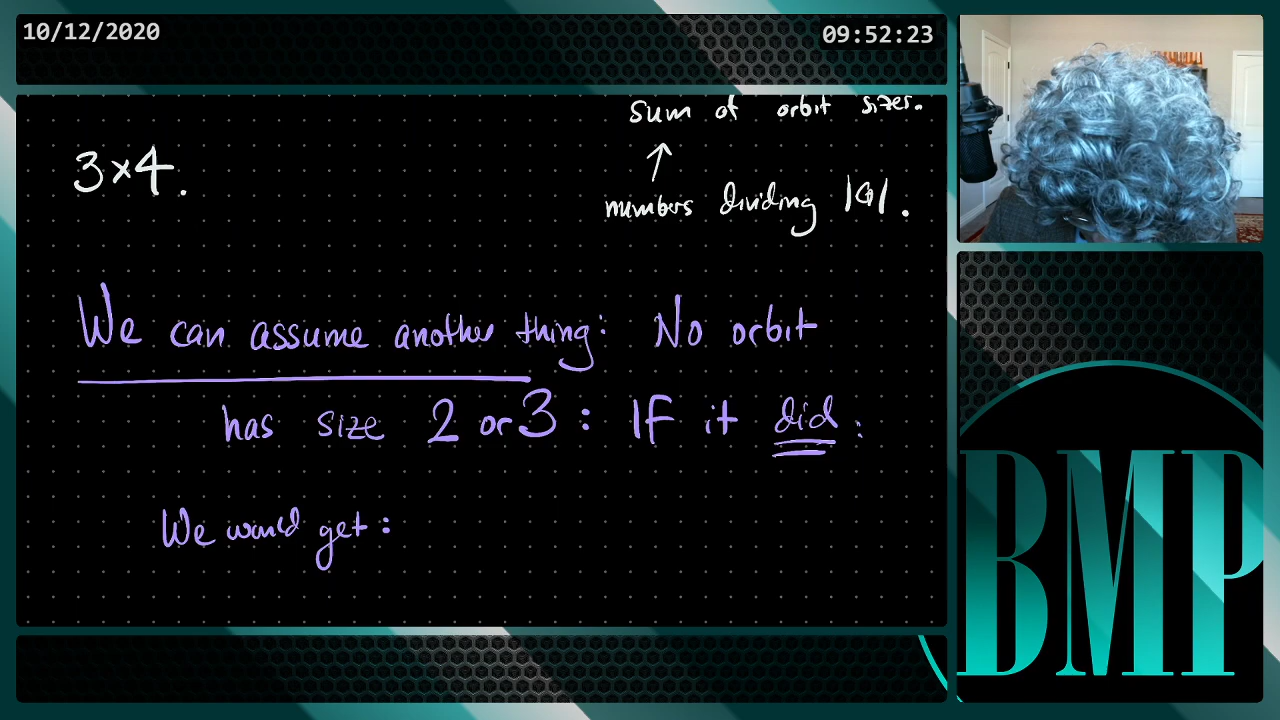 10/12/2020
09:52:23
sum of orbit sizes.
3×4.
↑
numbers dividing |G|.
We can assume another thing: No orbit
has size 2 or 3: IF it did:
We would get:
BMP